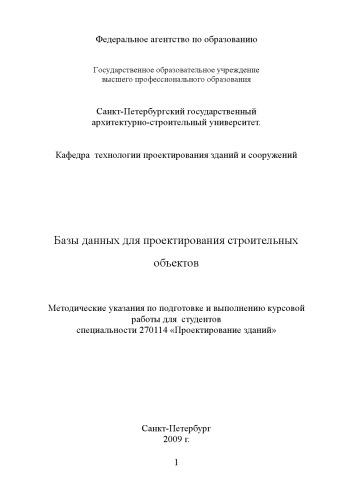 Федеральное агентство по образованию
Государственное образовательное учреждение
высшего профессионального образования
Санкт-Петербургский государственный
архитектурно-строительный университет.
Кафедра технологии проектирования зданий и сооружений
Базы данных для проектирования строительных
объектов
Методические указания по подготовке и выполнению курсовой
работы для студентов
специальности 270114 «Проектирование зданий»
Санкт-Петербург
2009 г.
1